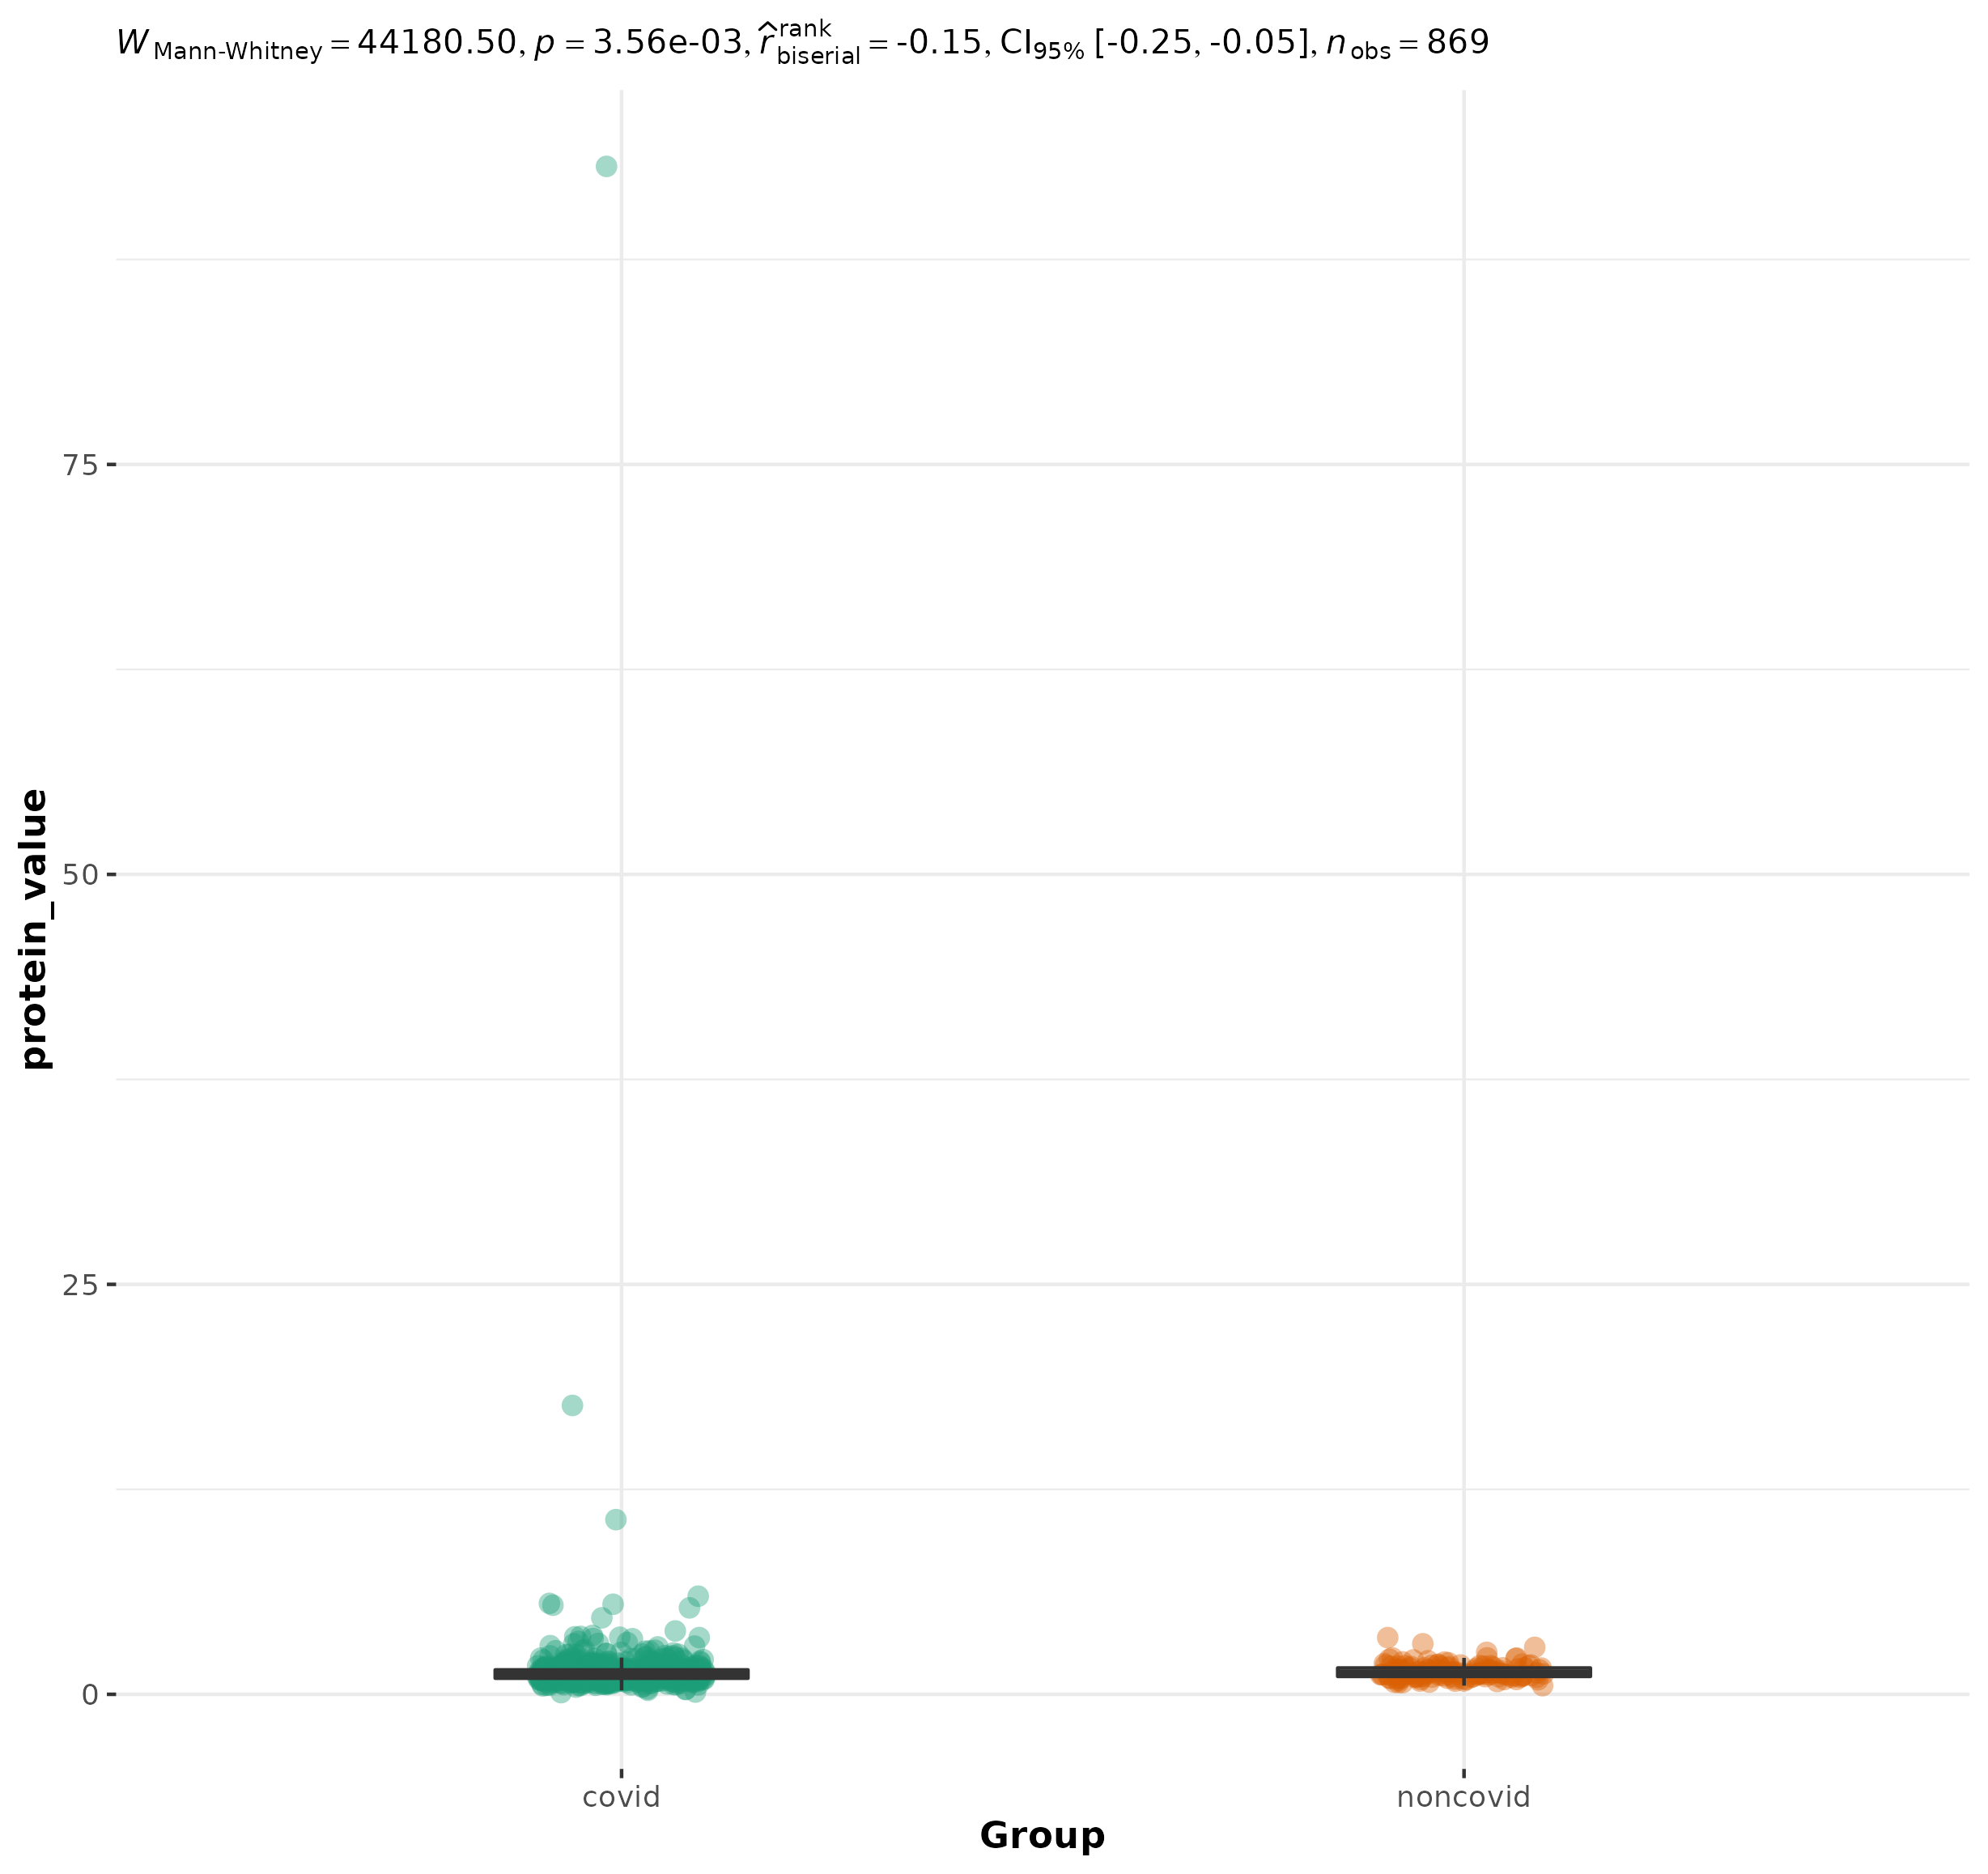 W Mann-Whitney = 44180.50, p = 3.56e-03, r̂ rank biserial = -0.15, CI95% [-0.25, -0.05], n obs = 869
75
50
25
0
protein_value
covid noncovid
Group